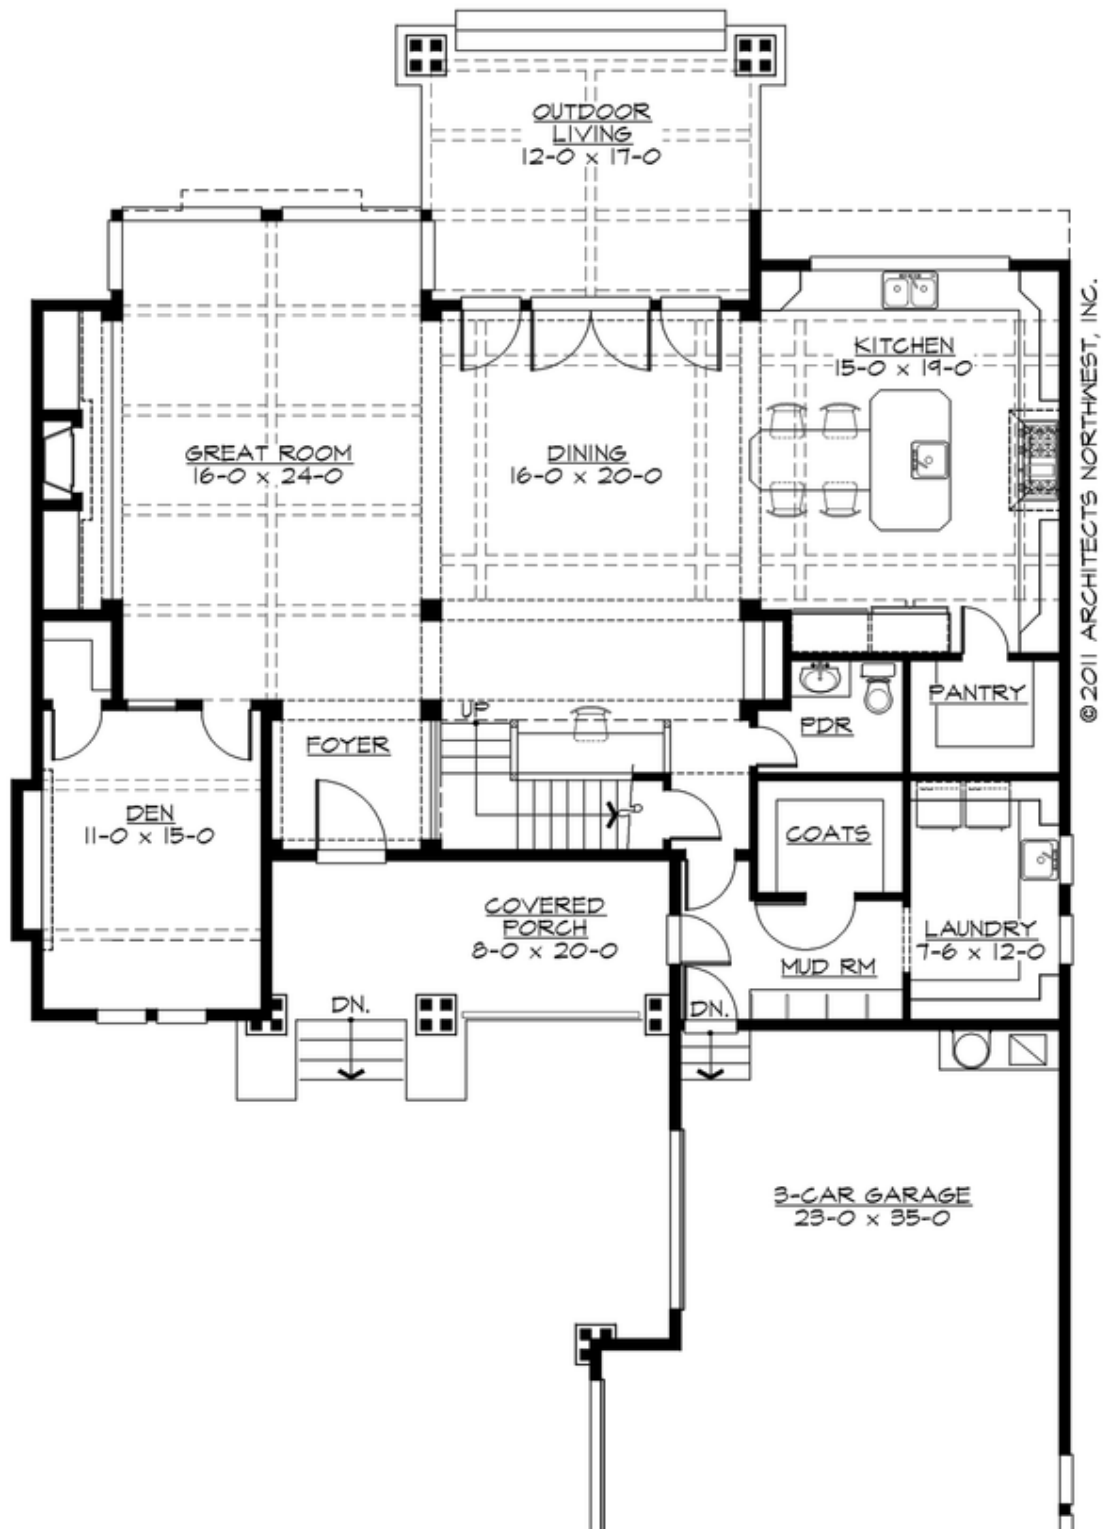 OUTDOOR
LIVING
12-0 x 17-0
KITCHEN
15-0 x 19-0
GREAT ROOM
16-0 x 24-0
DINING
16-0 x 20-0
©2011 ARCHITECTS NORTHWEST, INC.
PANTRY
UP
PDR
FOYER
DEN
11-0 x 15-0
COATS
COVERED
PORCH
8-0 x 20-0
LAUNDRY
7-6 x 12-0
MUD RM
DN.
DN.
3-CAR GARAGE
23-0 x 35-0